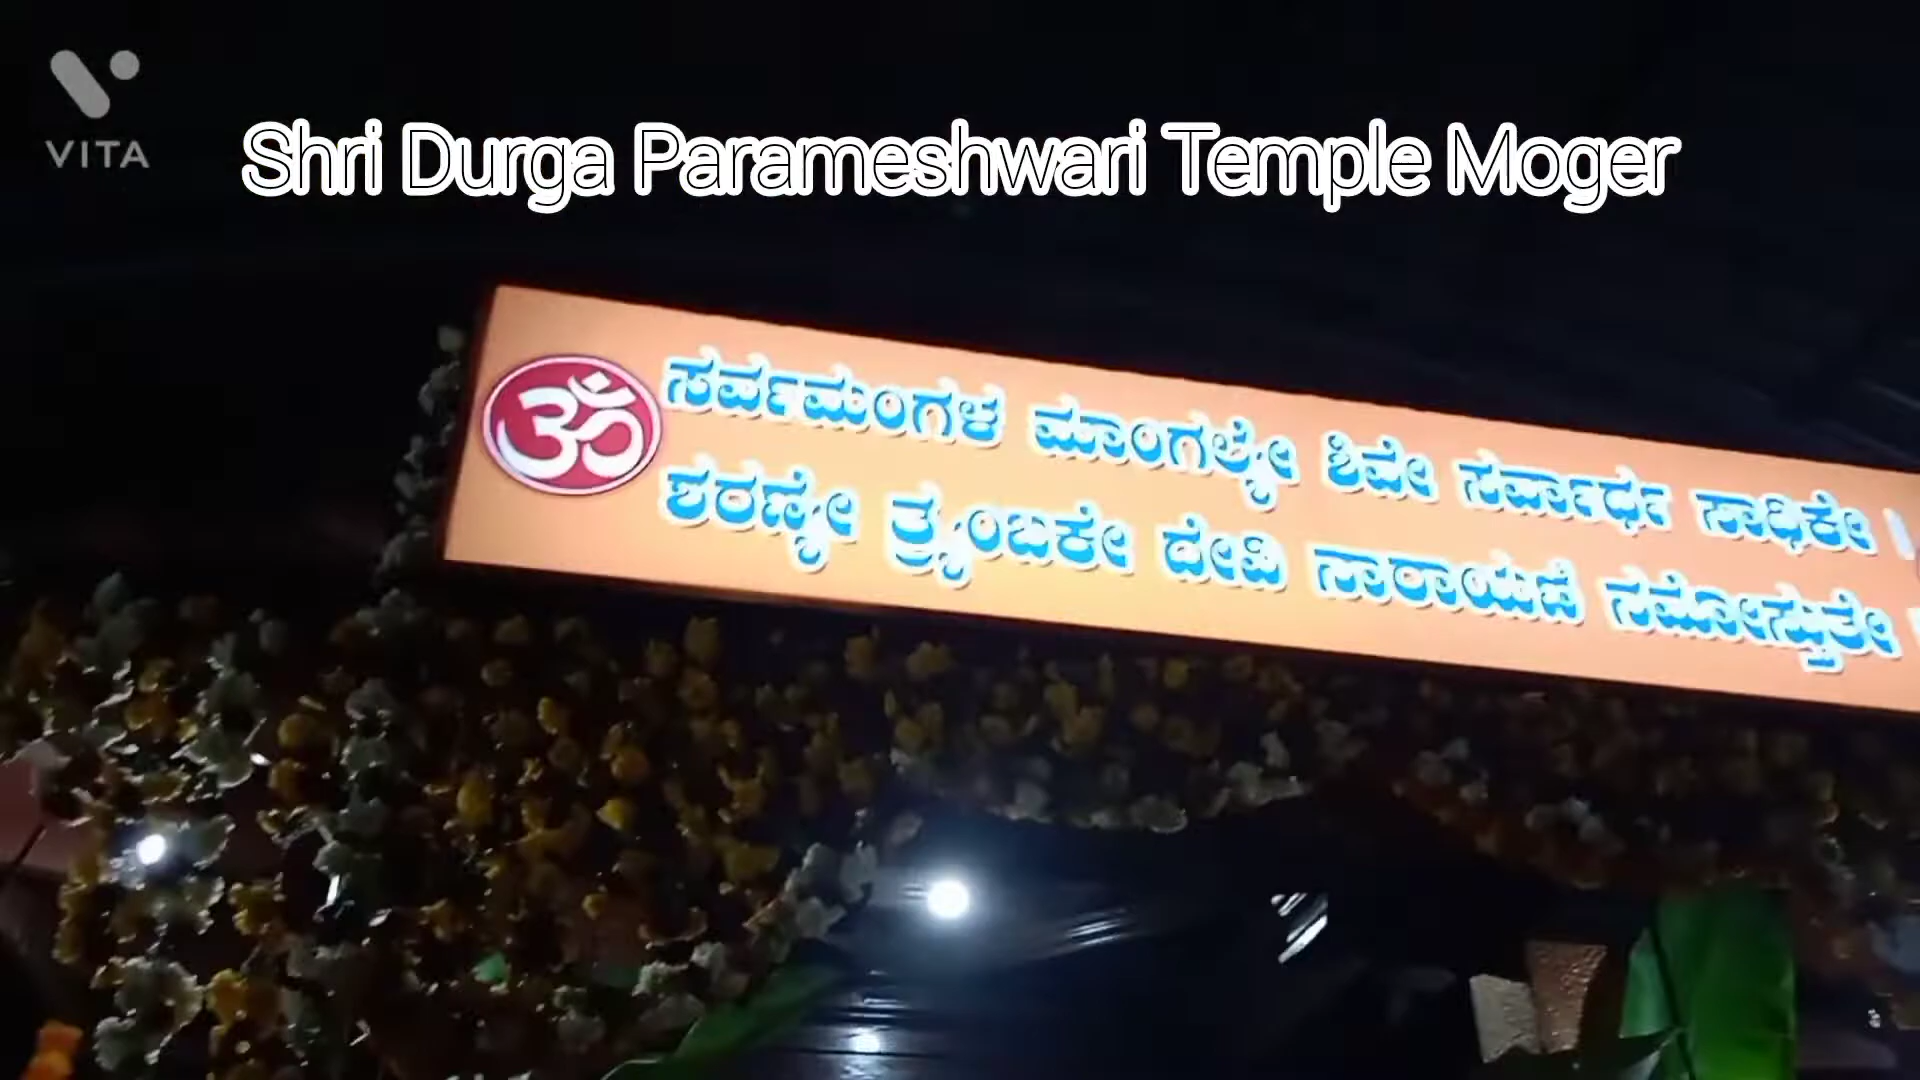 VITA
Shri Durga Parameshwari Temple Moger
ॐ ಸರ್ವಮಂಗಳ ಮಾಂಗಲ್ಯೇ ಶಿವೇ ಸರ್ವಾರ್ಥ ಸಾಧಿಕೇ |
ಶರಣ್ಯೇ ತ್ರ್ಯಂಬಕೇ ದೇವಿ ನಾರಾಯಣಿ ನಮೋಸ್ತುತೇ